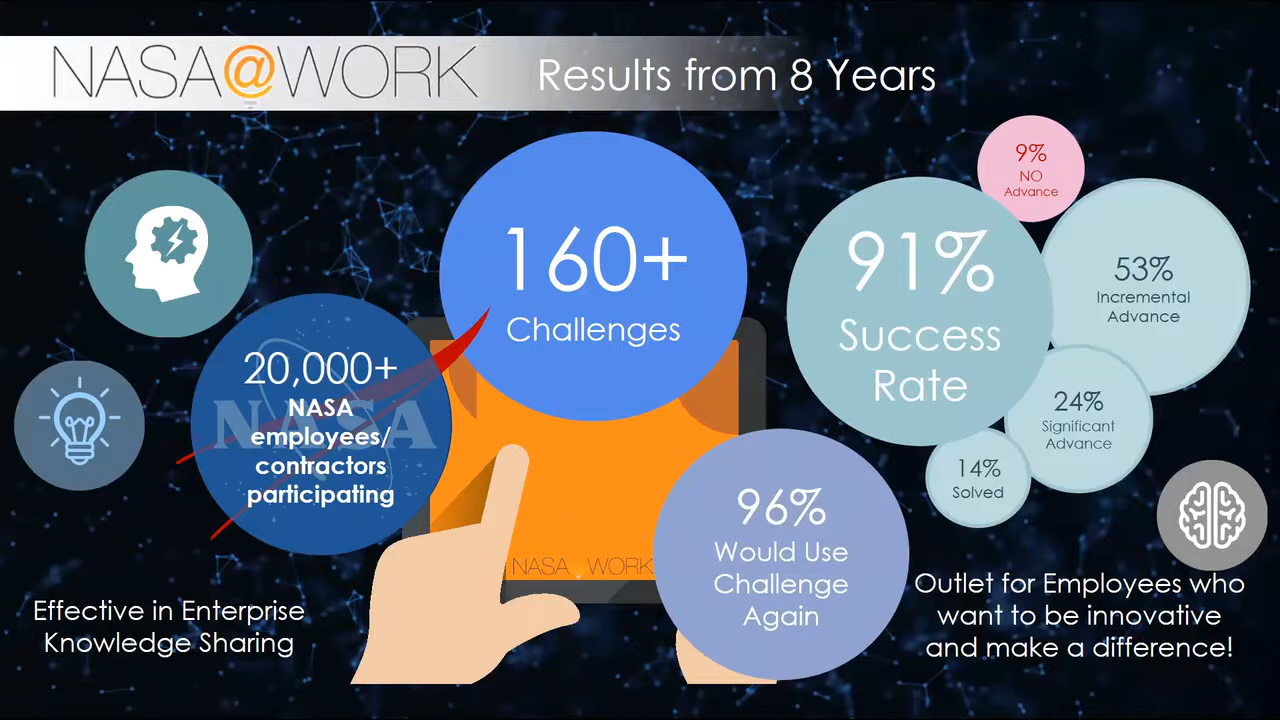 NASA@WORK
Results from 8 Years
20,000+
NASA
employees/
contractors
participating
NASA
Effective in Enterprise
Knowledge Sharing
160+
Challenges
NASA WORK
96%
Would Use
Challenge
Again
91%
Success
Rate
9%
NO
Advance
53%
Incremental
Advance
24%
Significant
Advance
14%
Solved
Outlet for Employees who
want to be innovative
and make a difference!